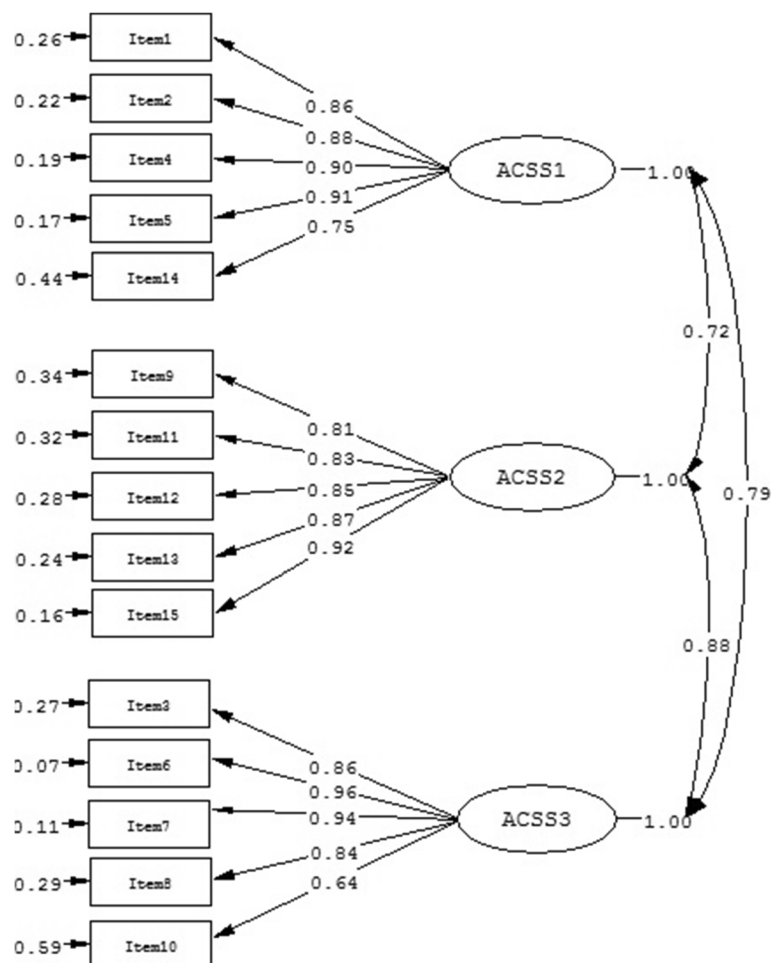 0.26 Item1
0.86
0.22 Item2
0.88
0.19 Item4
0.90
ACSS1 1.00
0.91
0.17 Item5
0.75
0.44 Item14
0.72
0.34 Item9
0.81
0.32 Item11
0.83
0.28 Item12
0.85
ACSS2 1.00
0.79
0.87
0.24 Item13
0.92
0.16 Item15
0.88
0.27 Item3
0.86
0.07 Item6
0.96
0.11 Item7
0.94
ACSS3 1.00
0.84
0.29 Item8
0.64
0.59 Item10